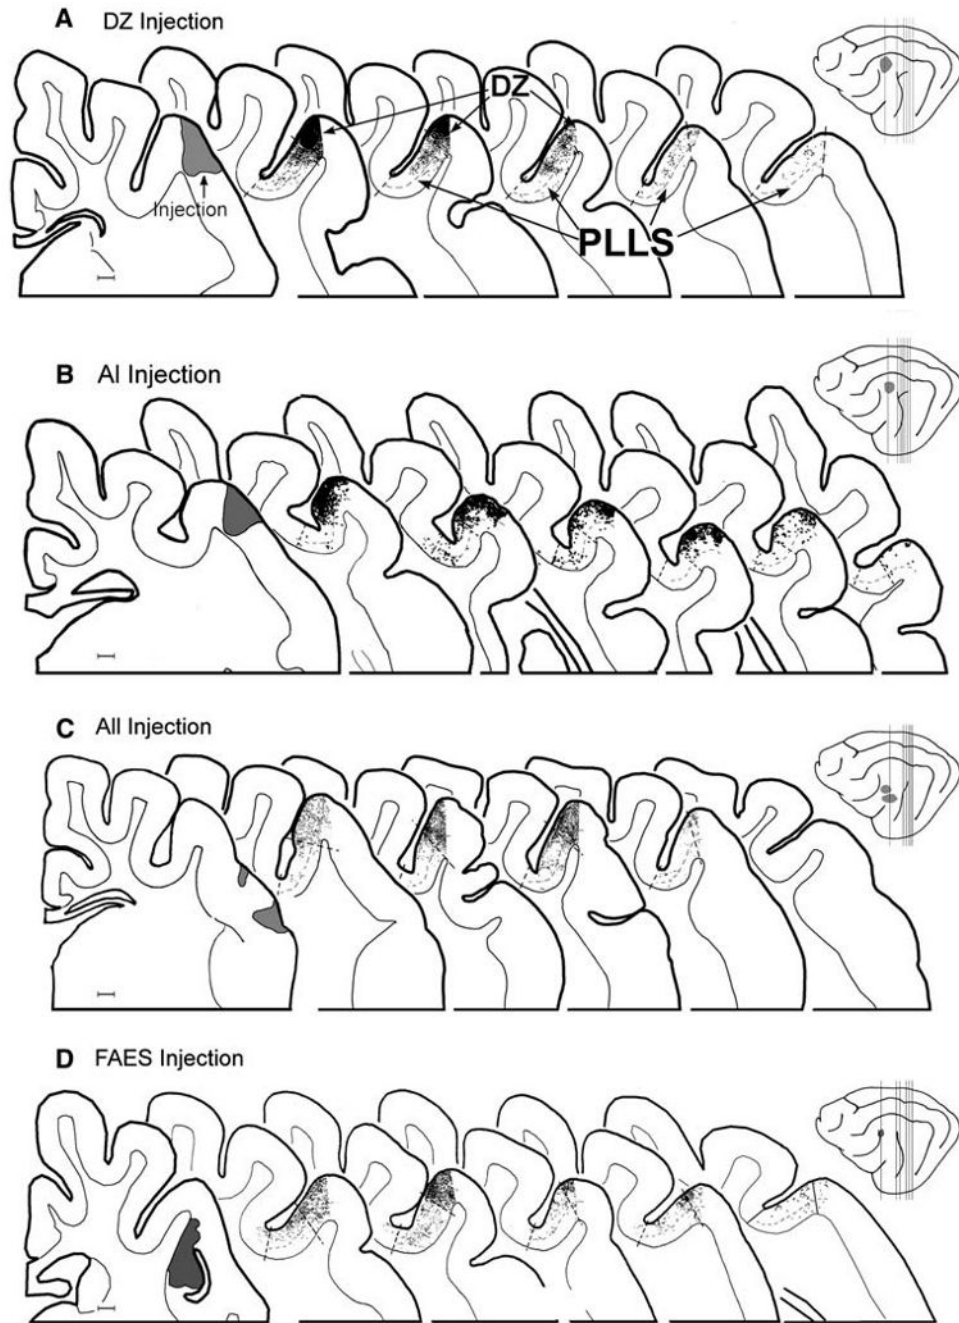 A DZ Injection
DZ
Injection
PLLS
B AI Injection
C AII Injection
D FAES Injection